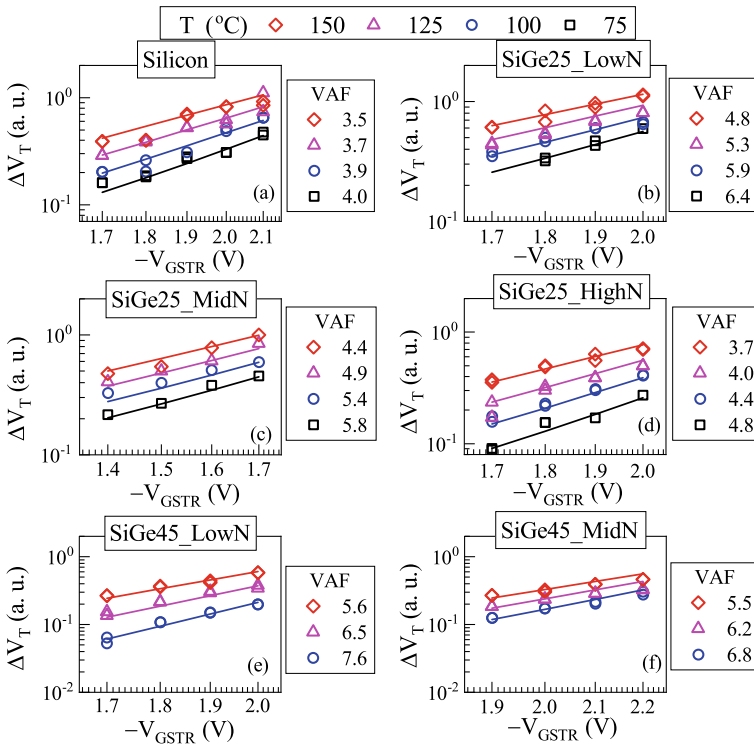 T (°C) 150 125 100 75
Silicon
ΔV_T (a. u.)
10^0
10^-1
1.7 1.8 1.9 2.0 2.1
−V_GSTR (V)
(a)
VAF
3.5
3.7
3.9
4.0
SiGe25_LowN
ΔV_T (a. u.)
10^0
10^-1
1.7 1.8 1.9 2.0
−V_GSTR (V)
(b)
VAF
4.8
5.3
5.9
6.4
SiGe25_MidN
ΔV_T (a. u.)
10^0
10^-1
1.4 1.5 1.6 1.7
−V_GSTR (V)
(c)
VAF
4.4
4.9
5.4
5.8
SiGe25_HighN
ΔV_T (a. u.)
10^0
10^-1
1.7 1.8 1.9 2.0
−V_GSTR (V)
(d)
VAF
3.7
4.0
4.4
4.8
SiGe45_LowN
ΔV_T (a. u.)
10^0
10^-1
10^-2
1.7 1.8 1.9 2.0
−V_GSTR (V)
(e)
VAF
5.6
6.5
7.6
SiGe45_MidN
ΔV_T (a. u.)
10^0
10^-1
10^-2
1.9 2.0 2.1 2.2
−V_GSTR (V)
(f)
VAF
5.5
6.2
6.8